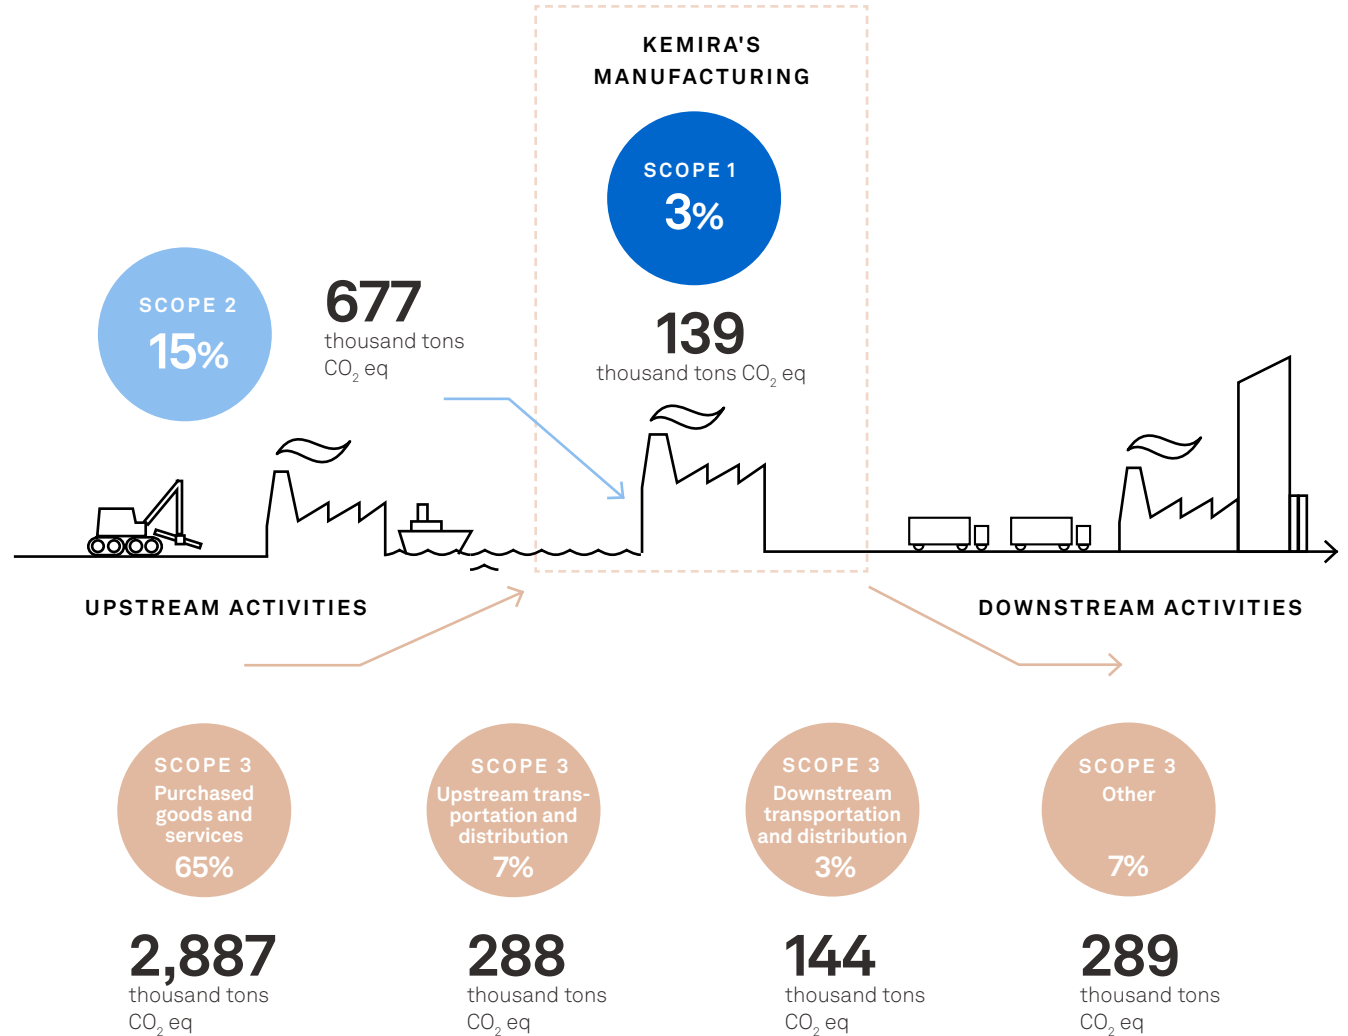 KEMIRA'S
MANUFACTURING
SCOPE 1
3%
139
thousand tons CO₂ eq
SCOPE 2
15%
677
thousand tons
CO₂ eq
UPSTREAM ACTIVITIES
DOWNSTREAM ACTIVITIES
SCOPE 3
Purchased
goods and
services
65%
2,887
thousand tons
CO₂ eq
SCOPE 3
Upstream trans-
portation and
distribution
7%
288
thousand tons
CO₂ eq
SCOPE 3
Downstream
transportation
and distribution
3%
144
thousand tons
CO₂ eq
SCOPE 3
Other
7%
289
thousand tons
CO₂ eq